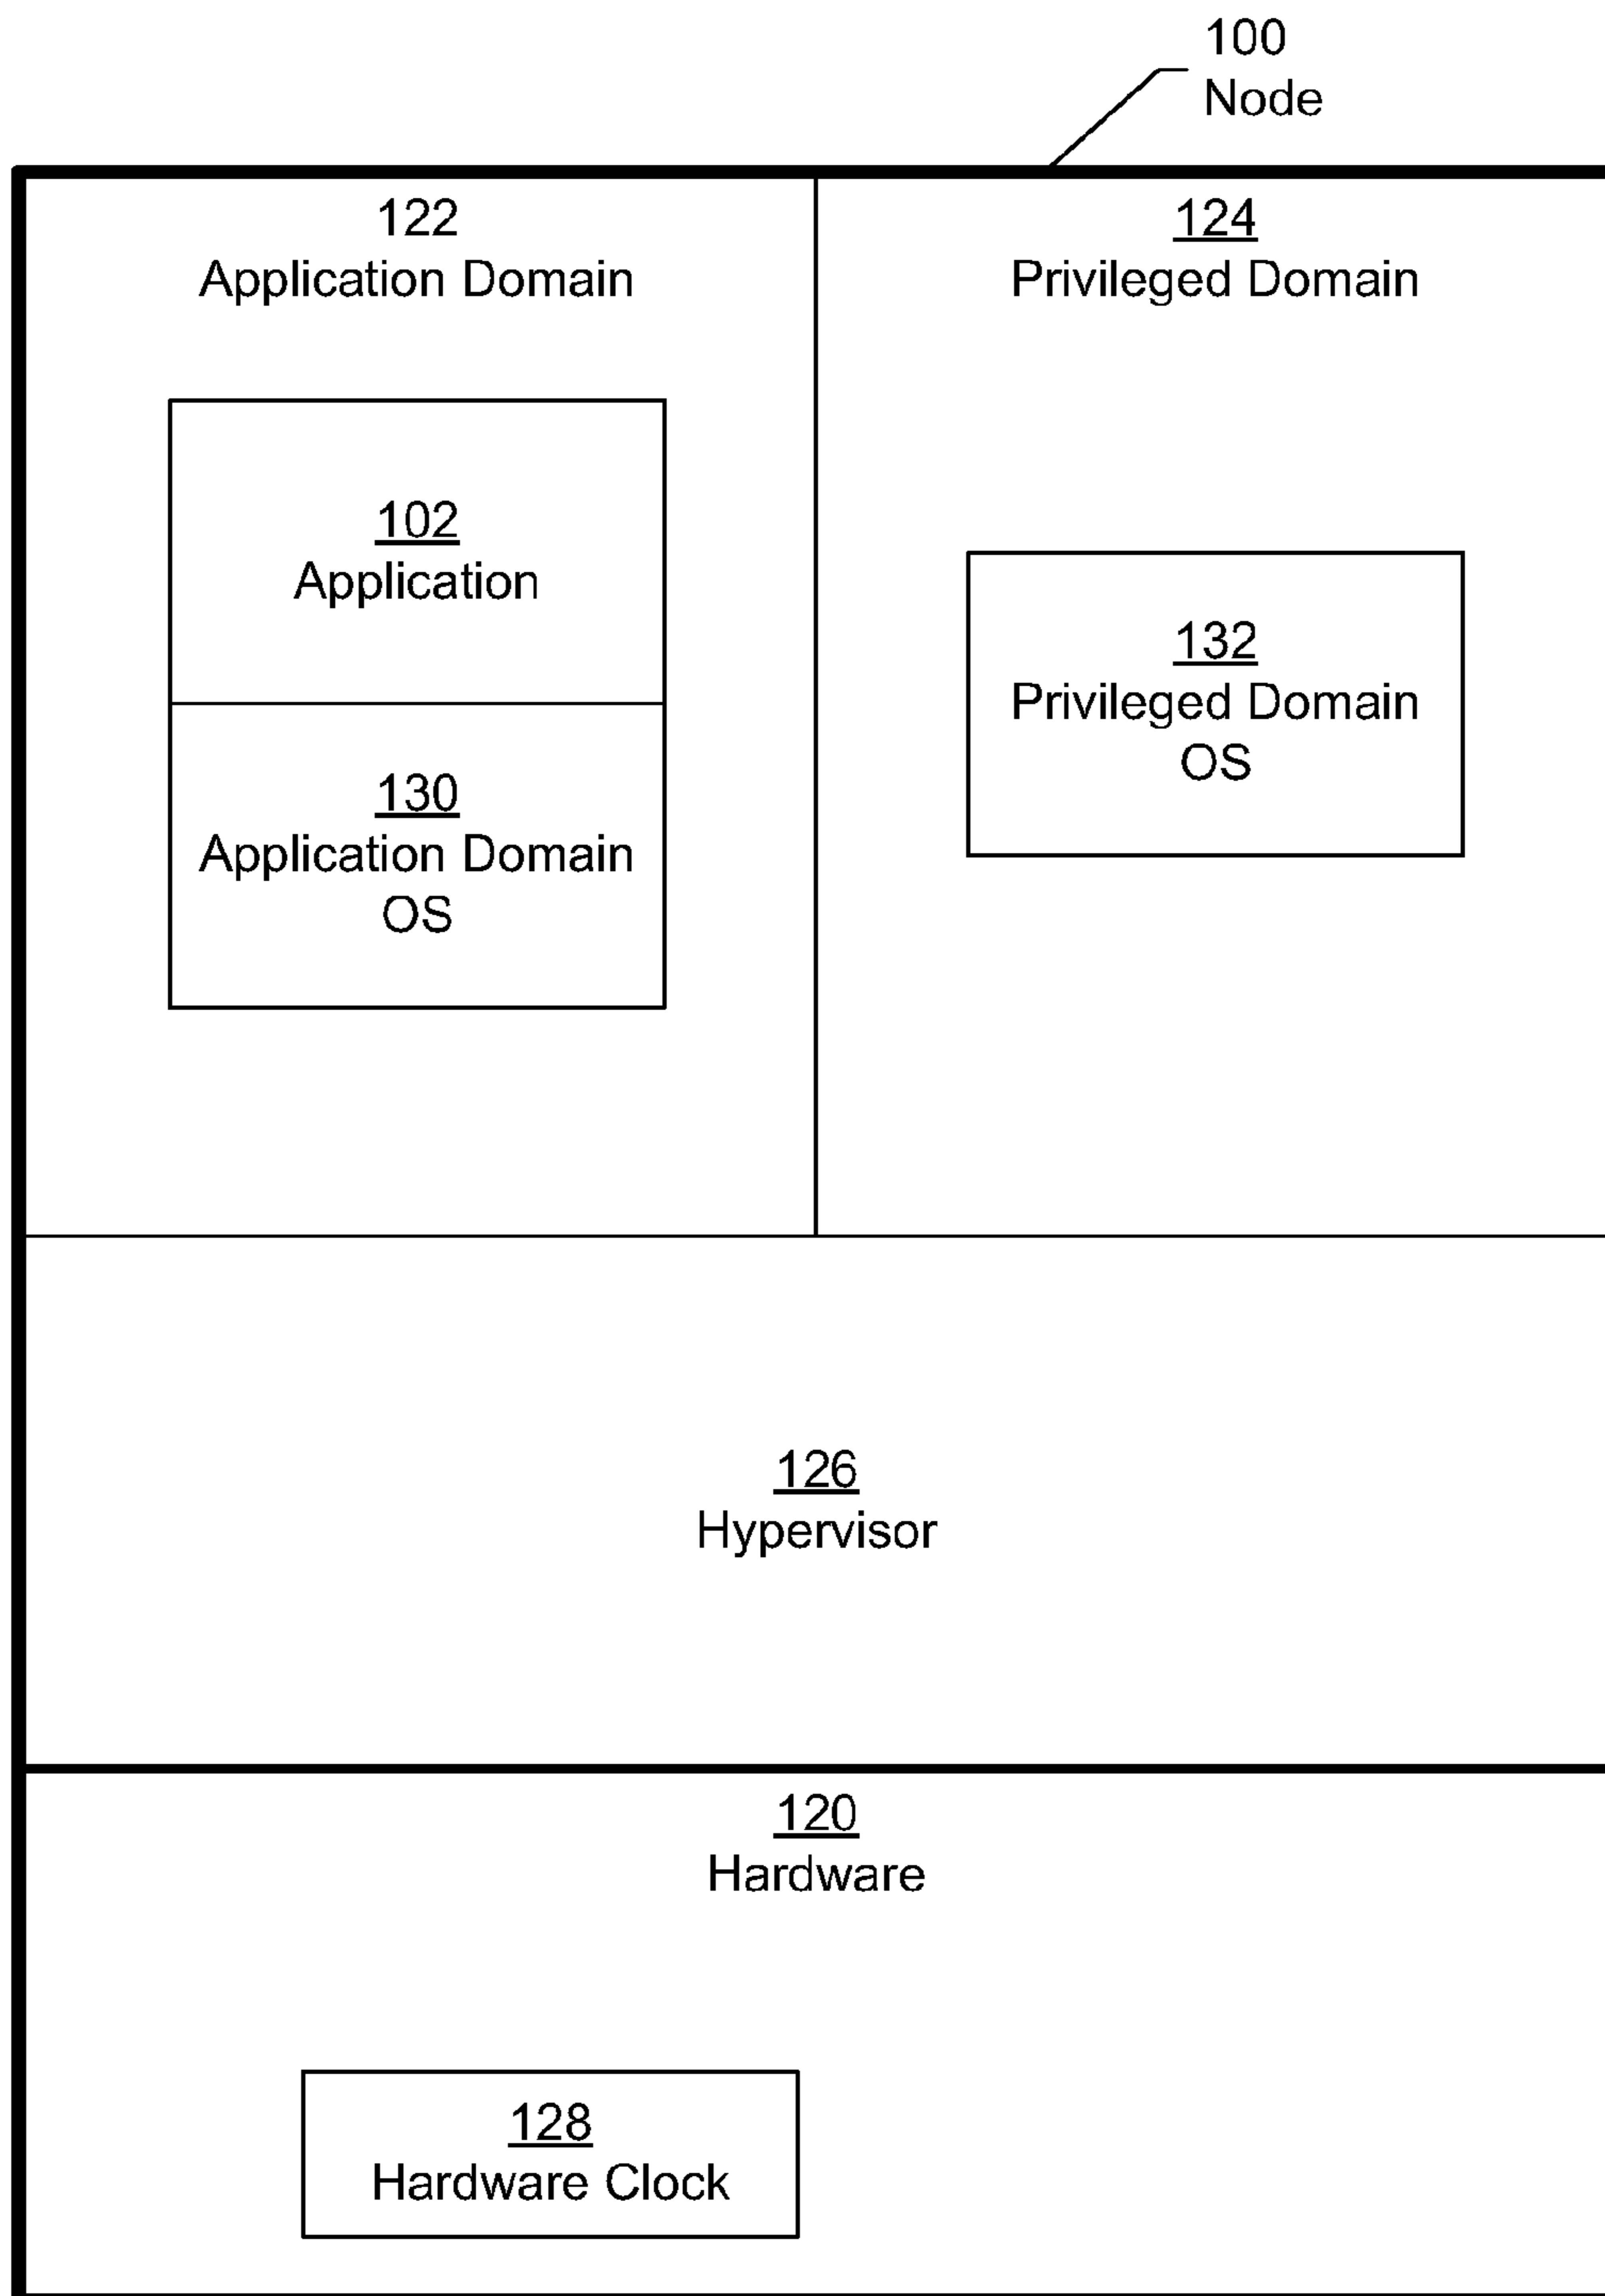 100
Node
122
Application Domain
124
Privileged Domain
102
Application
132
Privileged Domain
OS
130
Application Domain
OS
126
Hypervisor
120
Hardware
128
Hardware Clock